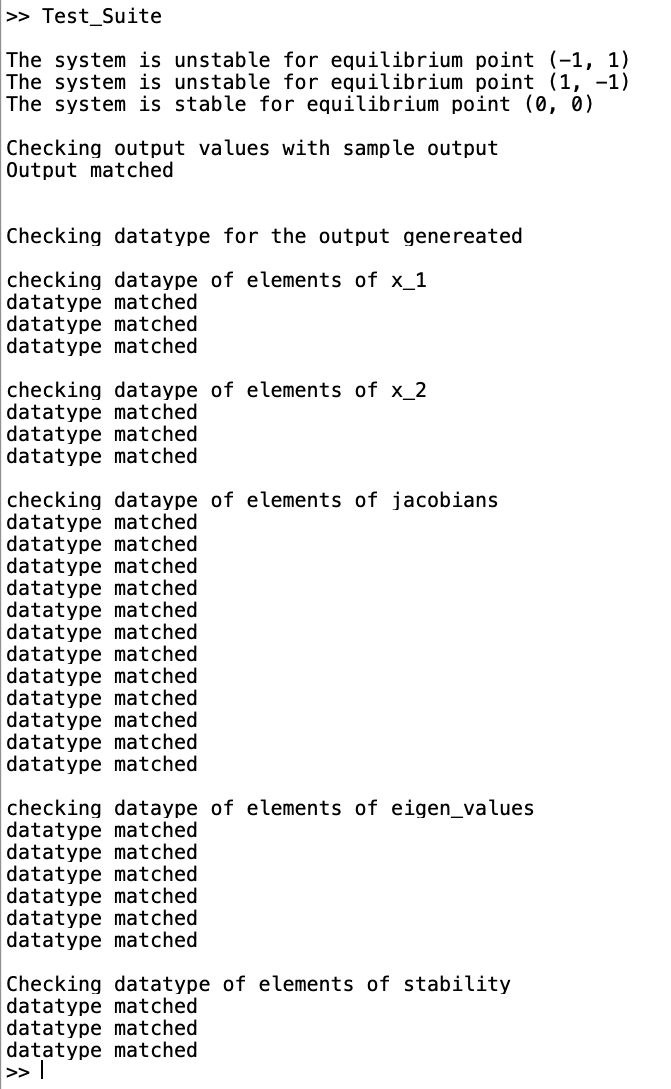 >> Test_Suite
The system is unstable for equilibrium point (-1, 1)
The system is unstable for equilibrium point (1, -1)
The system is stable for equilibrium point (0, 0)
Checking output values with sample output
Output matched
Checking datatype for the output genereated
checking dataype of elements of x_1
datatype matched
datatype matched
datatype matched
checking dataype of elements of x_2
datatype matched
datatype matched
datatype matched
checking dataype of elements of jacobians
datatype matched
datatype matched
datatype matched
datatype matched
datatype matched
datatype matched
datatype matched
datatype matched
datatype matched
datatype matched
datatype matched
datatype matched
checking dataype of elements of eigen_values
datatype matched
datatype matched
datatype matched
datatype matched
datatype matched
datatype matched
Checking datatype of elements of stability
datatype matched
datatype matched
datatype matched
>>